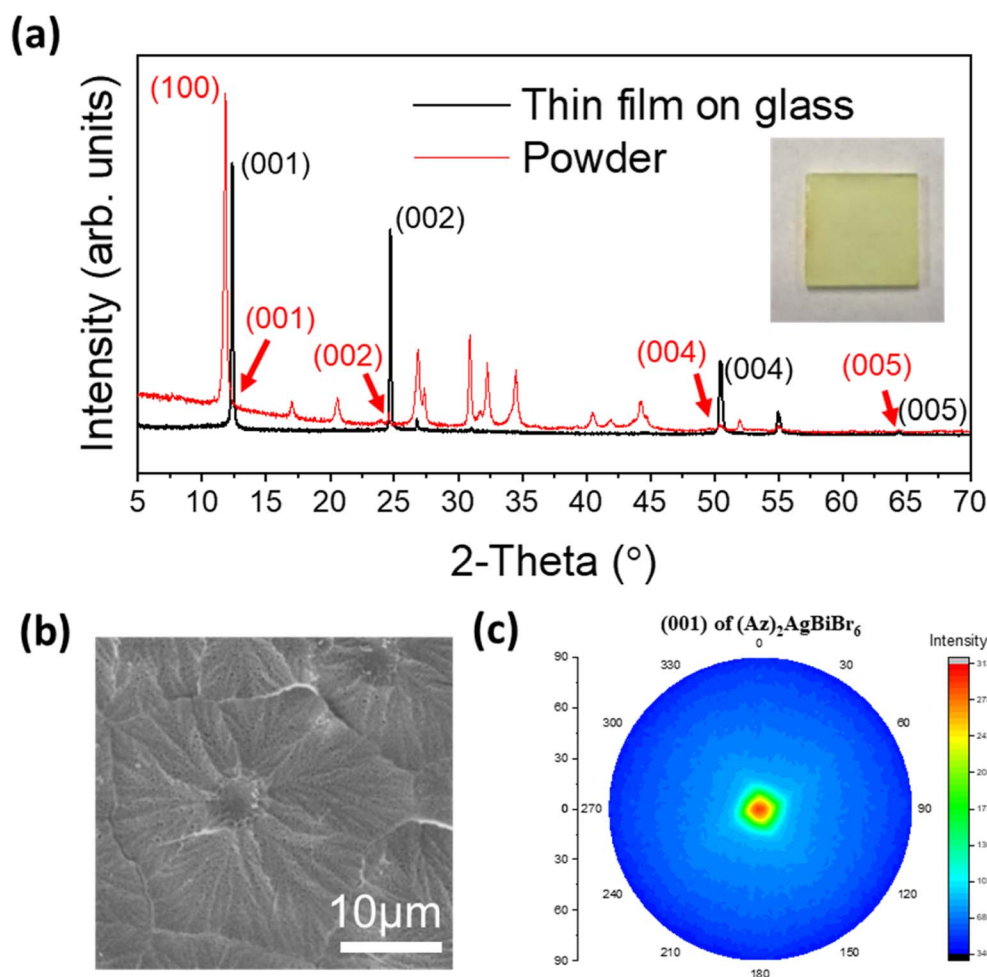 (a)
Intensity (arb. units)
(100)
(001)
(001)
(002)
(002)
Thin film on glass
Powder
(004)
(004)
(005)
(005)
5 10 15 20 25 30 35 40 45 50 55 60 65 70
2-Theta (°)
(b)
10μm
(c)
(001) of (Az)₂AgBiBr₆
Intensity
90
60
30
0
30
60
90
0
30
60
90
120
150
180
210
240
270
300
330